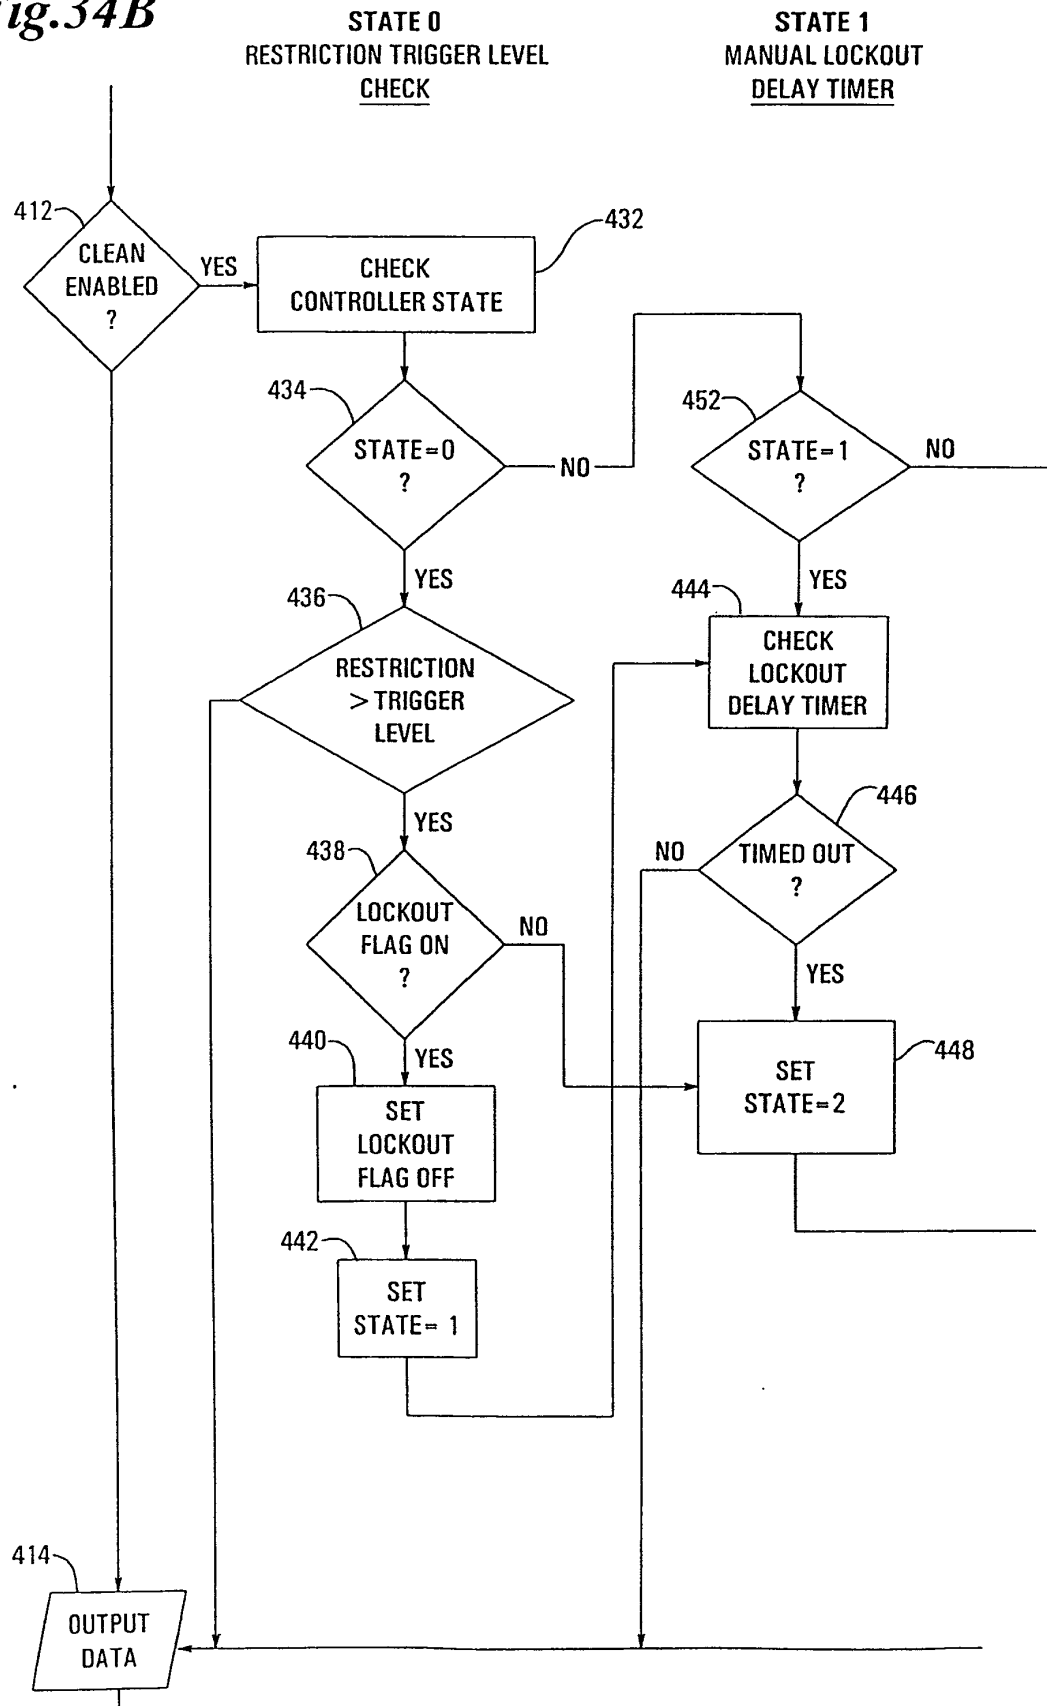 ig.34B
STATE 0
RESTRICTION TRIGGER LEVEL
CHECK
STATE 1
MANUAL LOCKOUT
DELAY TIMER
412
CLEAN
ENABLED
?
YES
CHECK
CONTROLLER STATE
432
434
STATE=0
?
NO
452
STATE=1
?
NO
YES
YES
436
RESTRICTION
> TRIGGER
LEVEL
444
CHECK
LOCKOUT
DELAY TIMER
YES
446
TIMED OUT
?
NO
438
LOCKOUT
FLAG ON
?
NO
YES
YES
440
SET
LOCKOUT
FLAG OFF
448
SET
STATE=2
442
SET
STATE= 1
414
OUTPUT
DATA